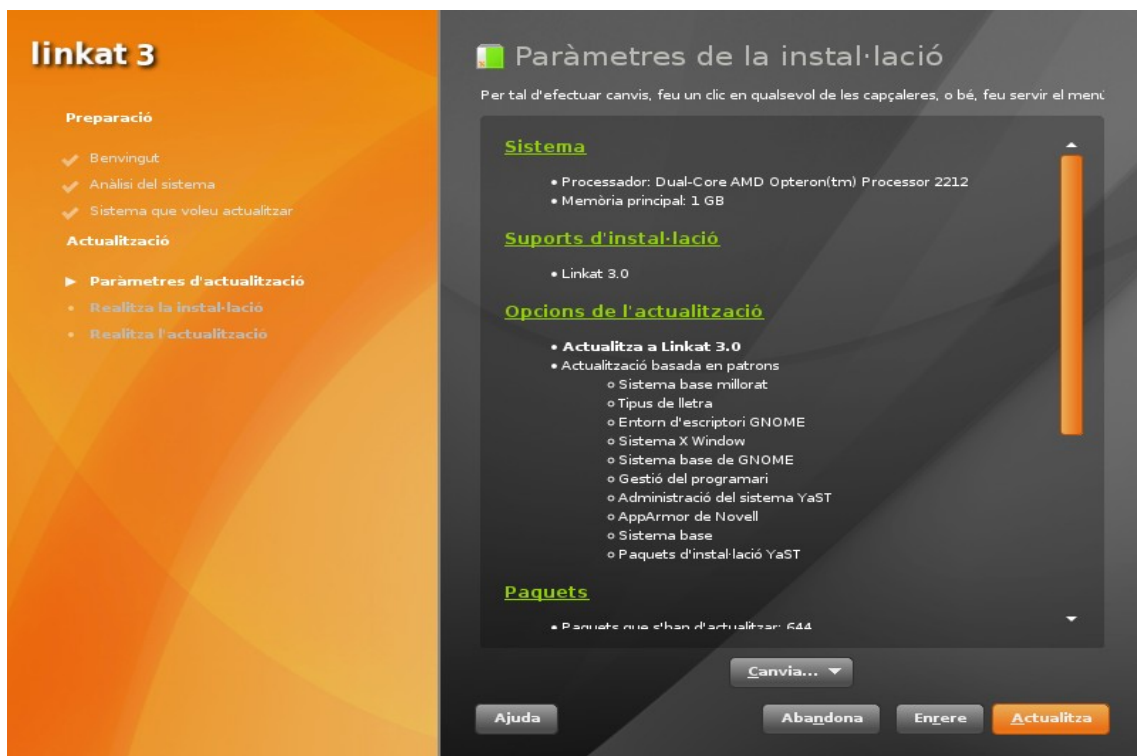 linkat 3
Preparació
Benvingut
Anàlisi del sistema
Sistema que voleu actualitzar
Actualització
Paràmetres d'actualització
Realitza la instal·lació
Realitza l'actualització
Paràmetres de la instal·lació
Per tal d'efectuar canvis, feu un clic en qualsevol de les capçaleres, o bé, feu servir el menú
Sistema
• Processador: Dual-Core AMD Opteron(tm) Processor 2212
• Memòria principal: 1 GB
Suports d'instal·lació
• Linkat 3.0
Opcions de l'actualització
• Actualitza a Linkat 3.0
• Actualització basada en patrons
Sistema base millorat
Tipus de lletra
Entorn d'escriptori GNOME
Sistema X Window
Sistema base de GNOME
Gestió del programari
Administració del sistema YaST
AppArmor de Novell
Sistema base
Paquets d'instal·lació YaST
Paquets
• Paquets que s'han d'actualitzar: 644
Canvia...
Ajuda
Abandona
Enrere
Actualitza